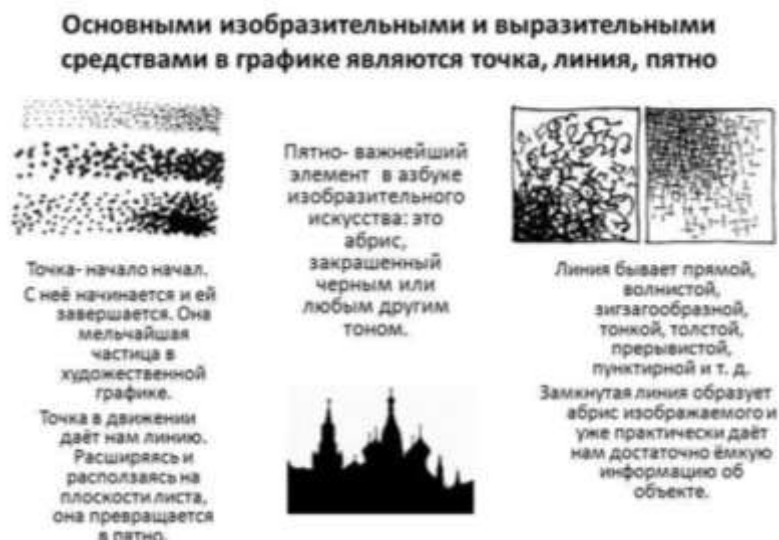 Основными изобразительными и выразительными
средствами в графике являются точка, линия, пятно
Точка- начало начал.
С неё начинается и ей
завершается. Она
мельчайшая
частица в
художественной
графике.
Точка в движении
даёт нам линию.
Расширяясь и
расползаясь на
плоскости листа,
она превращается
в пятно.
Пятно- важнейший
элемент в азбуке
изобразительного
искусства: это
абрис,
закрашенный
черным или
любым другим
тоном.
Линия бывает прямой,
волнистой,
зигзагообразной,
тонкой, толстой,
прерывистой,
пунктирной и т. д.
Замкнутая линия образует
абрис изображаемого и
уже практически даёт
нам достаточно ёмкую
информацию об
объекте.